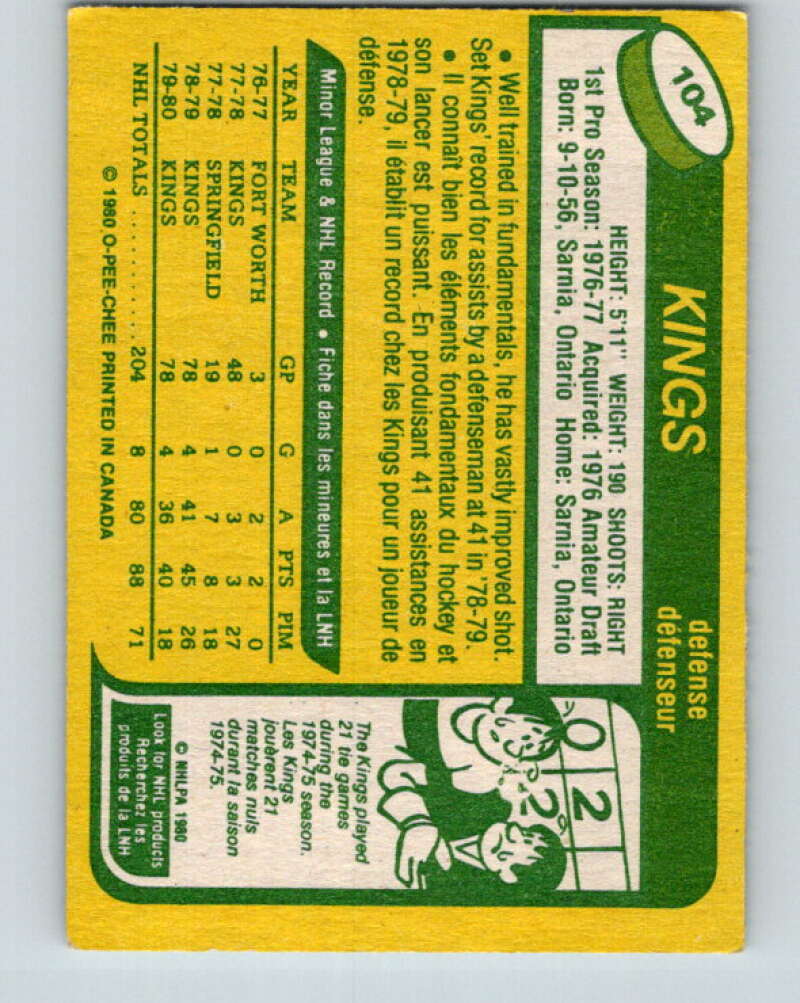 104
KINGS
defense
défenseur
HEIGHT: 5'11" WEIGHT: 190 SHOOTS: RIGHT
1st Pro Season: 1976-77 Acquired: 1976 Amateur Draft
Born: 9-10-56, Sarnia, Ontario Home: Sarnia, Ontario
• Well trained in fundamentals, he has vastly improved shot.
Set Kings' record for assists by a defenseman at 41 in '78-79.
• Il connaît bien les éléments fondamentaux du hockey et
son lancer est puissant. En produisant 41 assistances en
1978-79, il établit un record chez les Kings pour un joueur de
défense.
Minor League & NHL Record • Fiche dans les mineures et la LNH
YEAR TEAM GP G A PTS PIM
76-77 FORT WORTH 3 0 2 2 0
77-78 KINGS 48 0 3 3 27
77-78 SPRINGFIELD 19 1 7 8 18
78-79 KINGS 78 4 41 45 26
79-80 KINGS 78 4 36 40 18
NHL TOTALS .......... 204 8 80 88 71
© 1980 O-PEE-CHEE PRINTED IN CANADA
0 2
2
The Kings played
21 tie games
during the
1974-75 season.
Les Kings
jouèrent 21
matches nuls
durant la saison
1974-75.
© NHLPA 1980
Look for NHL products
Recherchez les
produits de la LNH